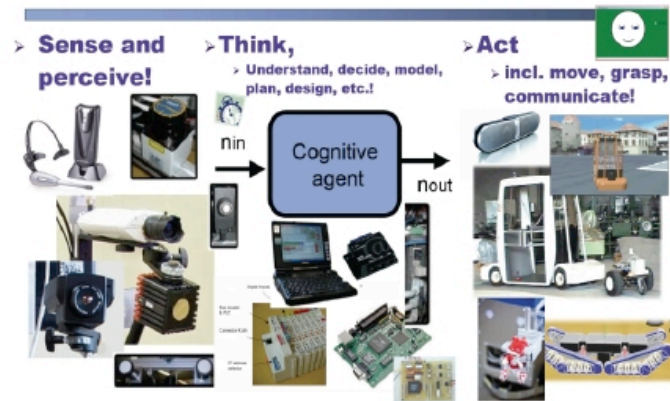 Sense and
perceive!
Think,
Understand, decide, model,
plan, design, etc.!
Act
incl. move, grasp,
communicate!
nin
Cognitive
agent
nout